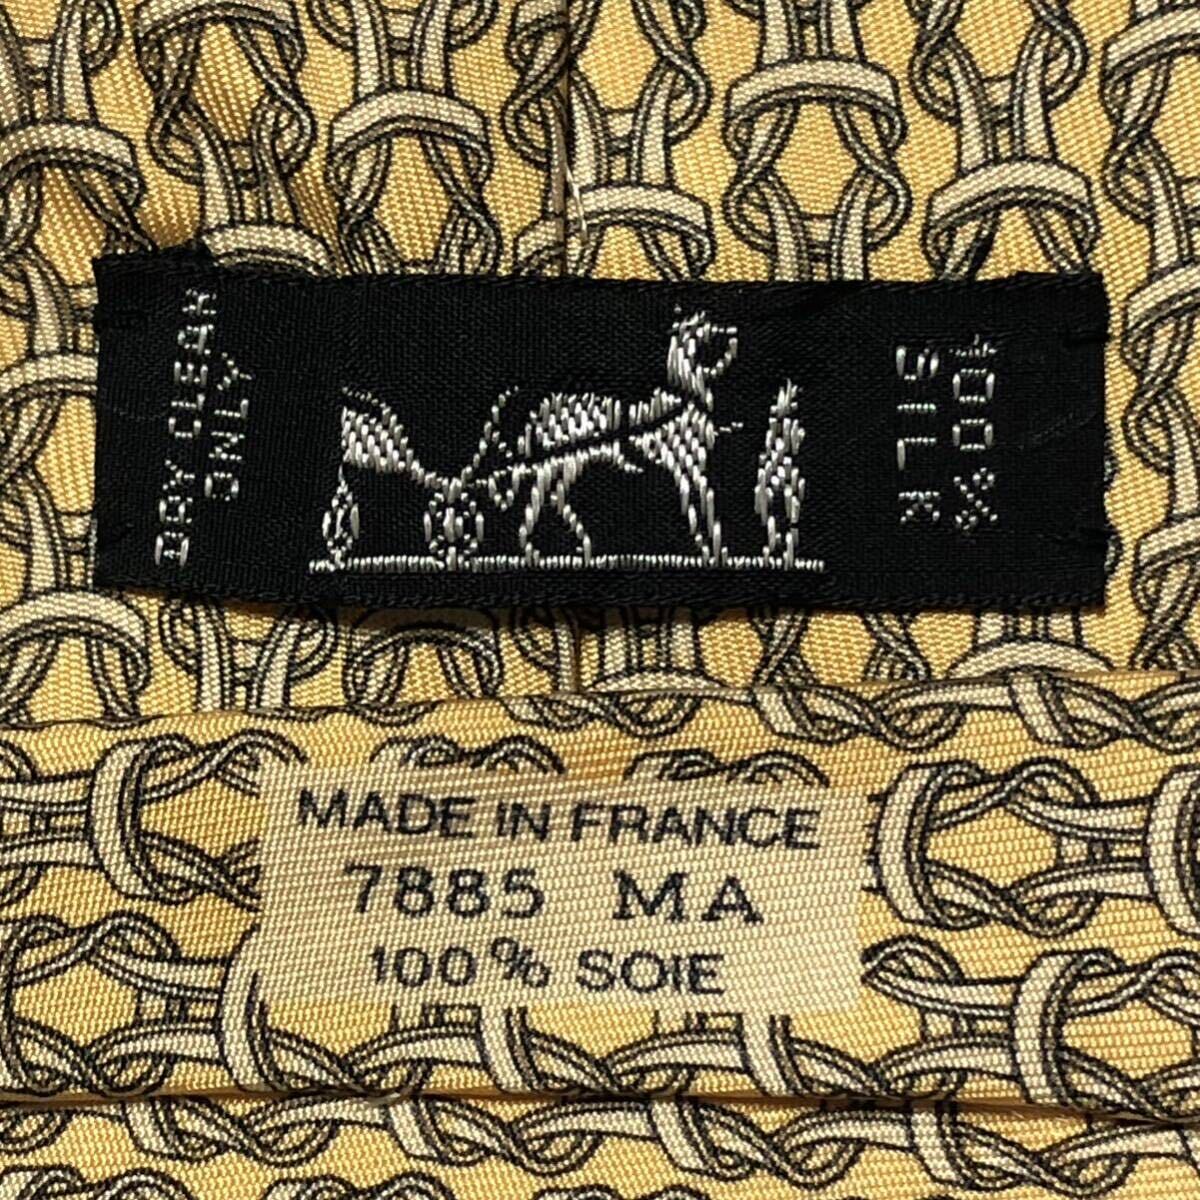 DRY CLEAN
ONLY
100%
SILK
MADE IN FRANCE
7885 MA
100% SOIE